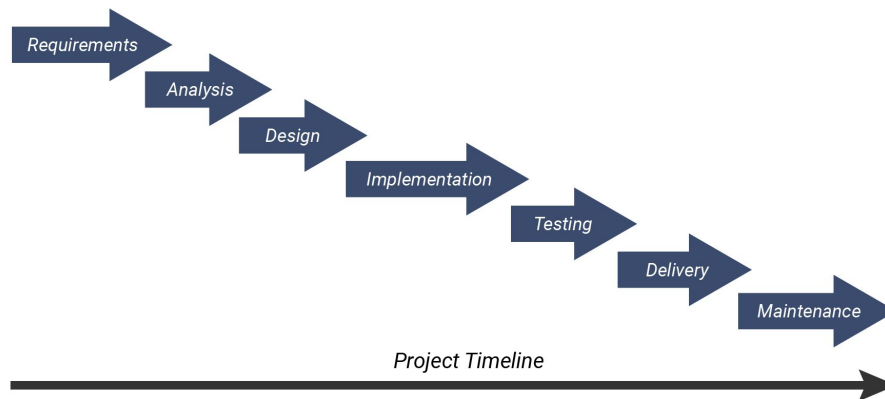 Requirements
Analysis
Design
Implementation
Testing
Delivery
Maintenance
Project Timeline